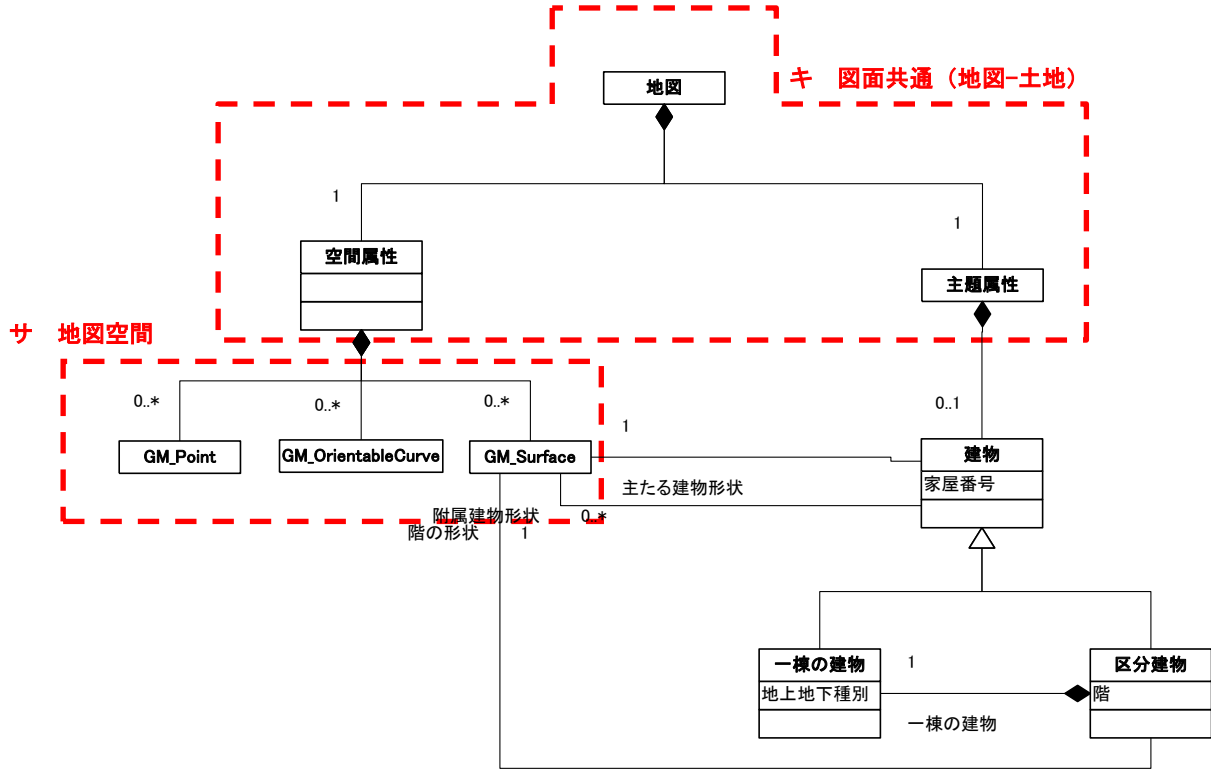 キ　図面共通（地図-土地）
地図
1
1
空間属性
主題属性
サ　地図空間
0..*
0..*
0..*
0..1
1
GM_Point
GM_OrientableCurve
GM_Surface
建物
家屋番号
主たる建物形状
附属建物形状
0..*
階の形状
1
一棟の建物
1
区分建物
地上地下種別
階
一棟の建物